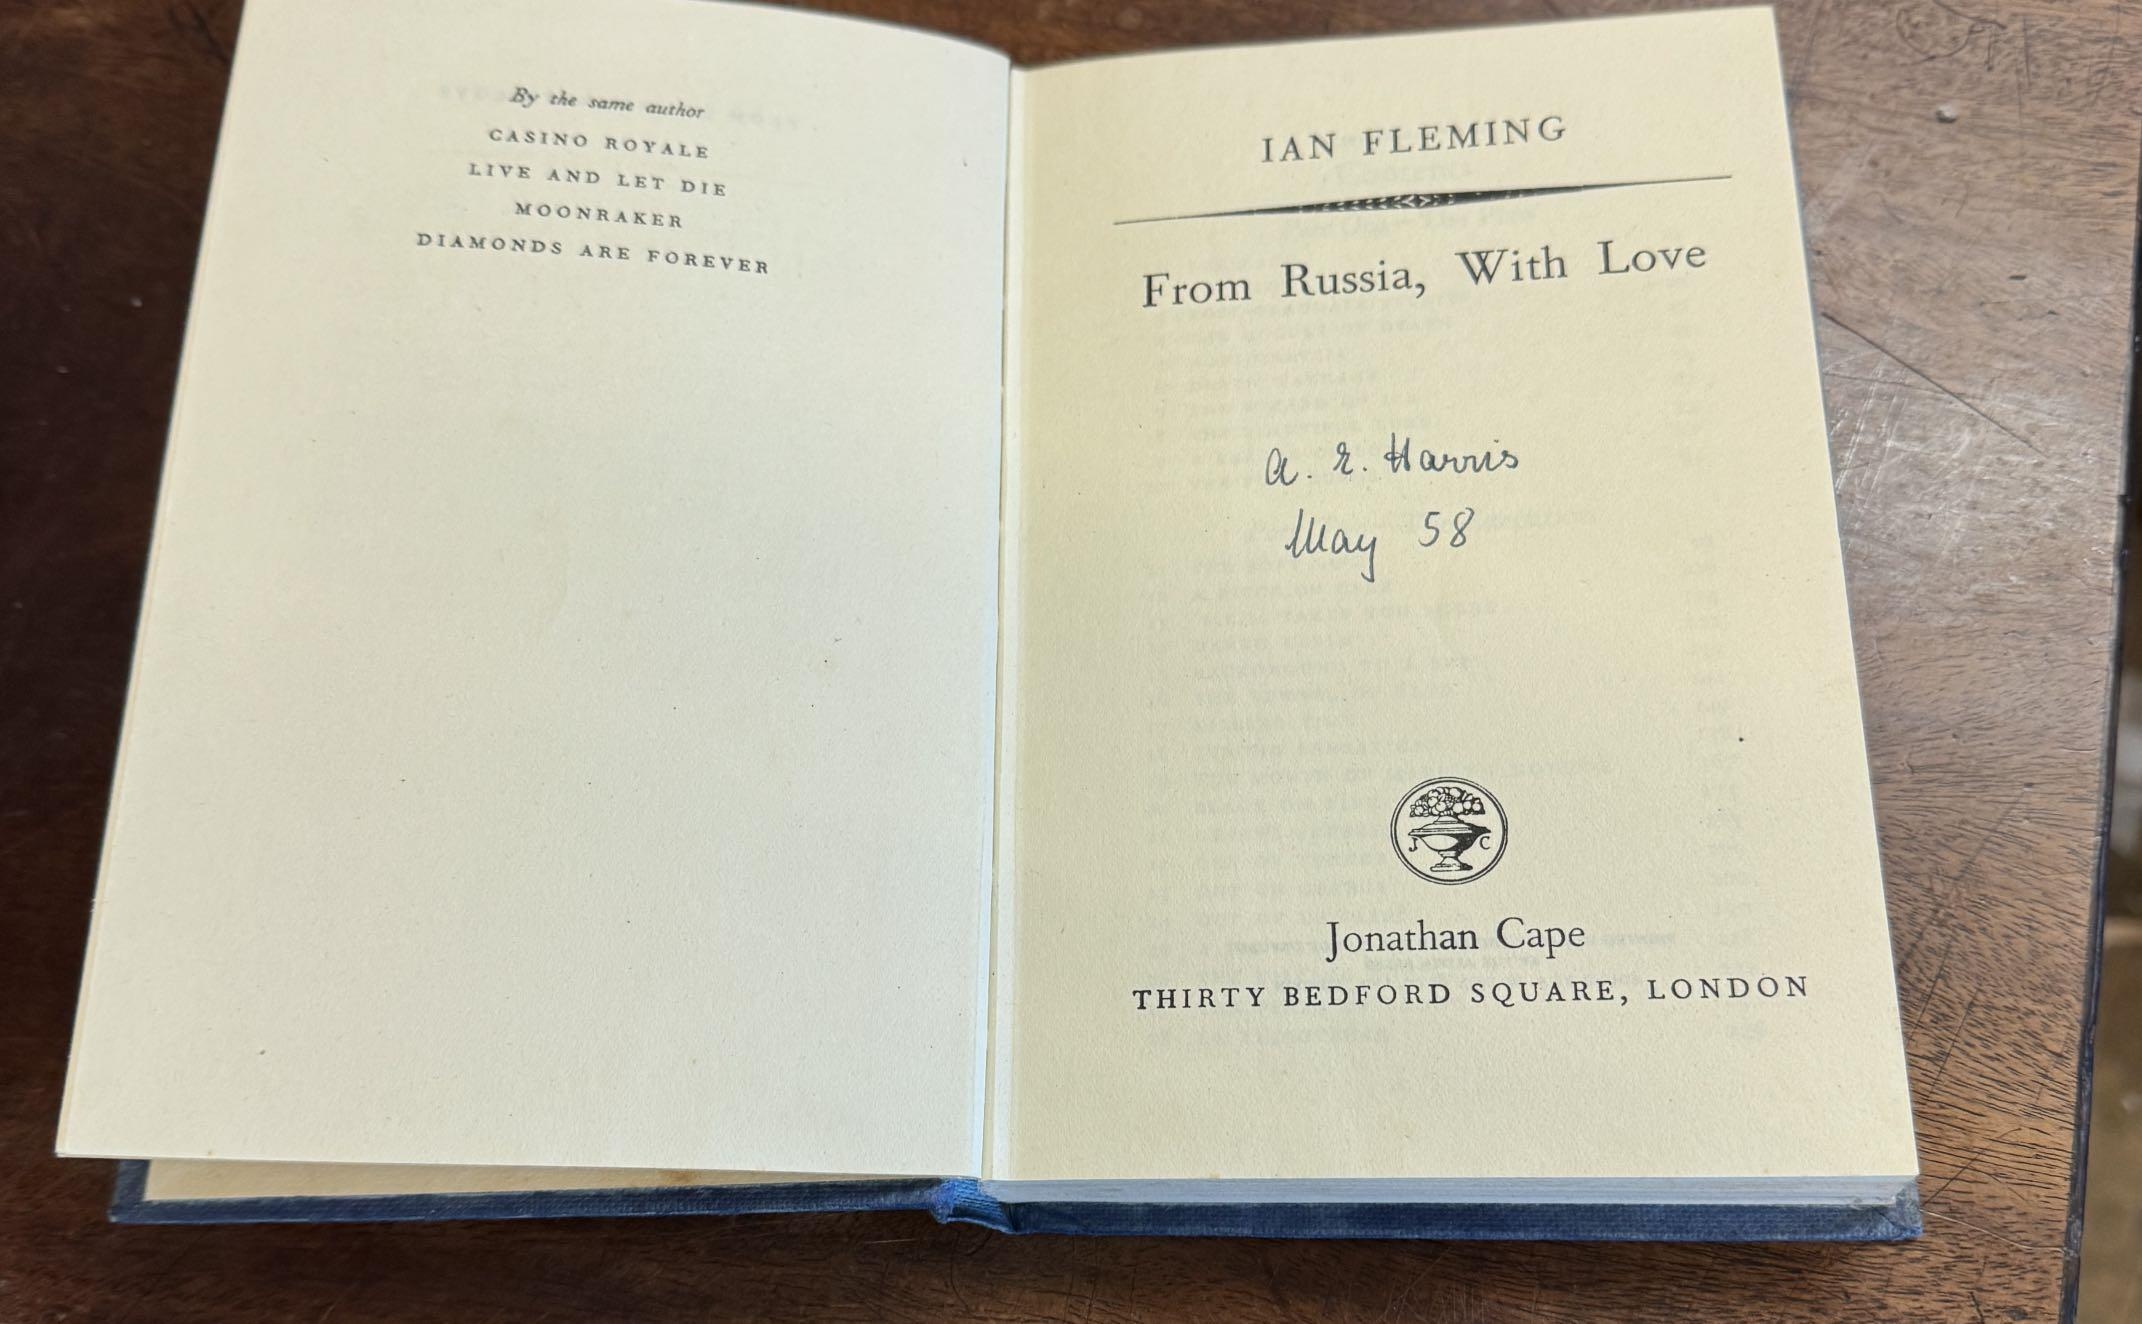 By the same author
CASINO ROYALE
LIVE AND LET DIE
MOONRAKER
DIAMONDS ARE FOREVER
IAN FLEMING
From Russia, With Love
a. E. Harris
May 58
J C
Jonathan Cape
THIRTY BEDFORD SQUARE, LONDON